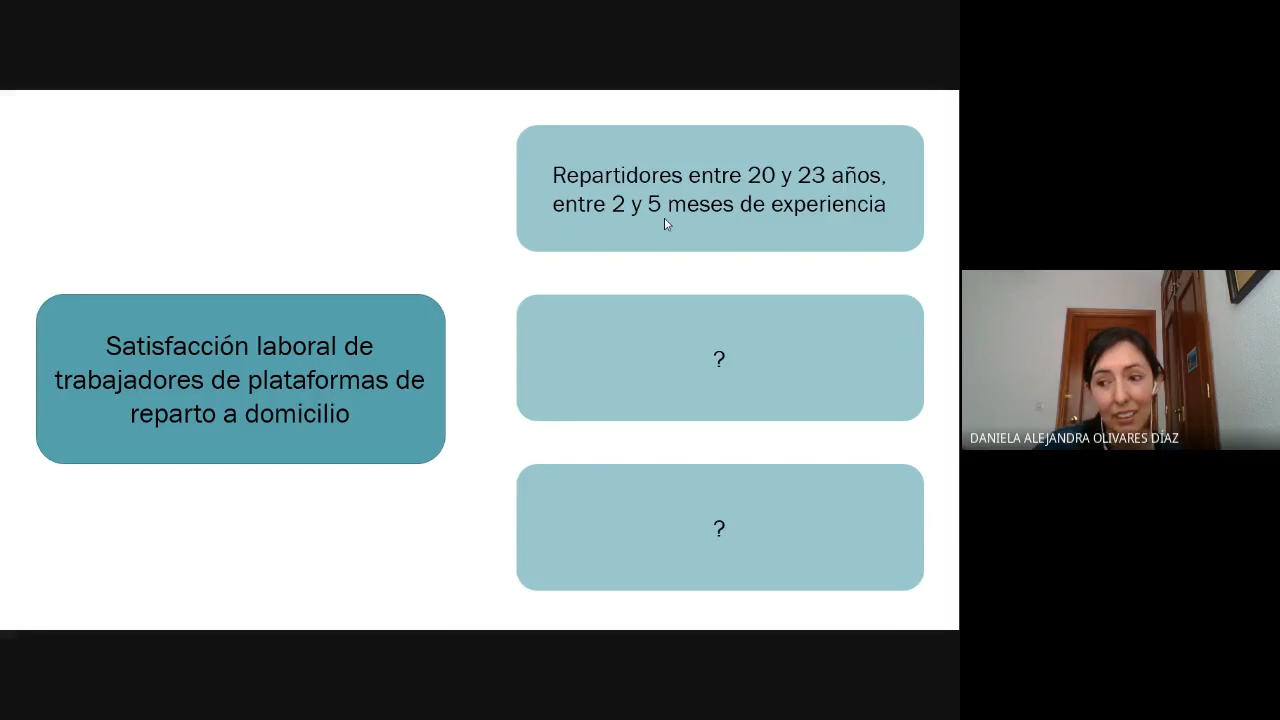 Repartidores entre 20 y 23 años,
entre 2 y 5 meses de experiencia
Satisfacción laboral de
trabajadores de plataformas de
reparto a domicilio
?
?
DANIELA ALEJANDRA OLIVARES DÍAZ